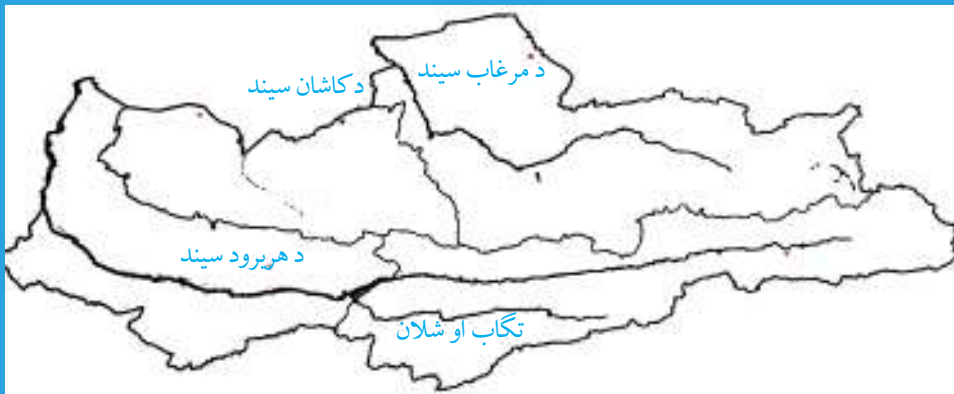 د مرغاب سیند
د کاشان سیند
د هریرود سیند
تگاب او شلان